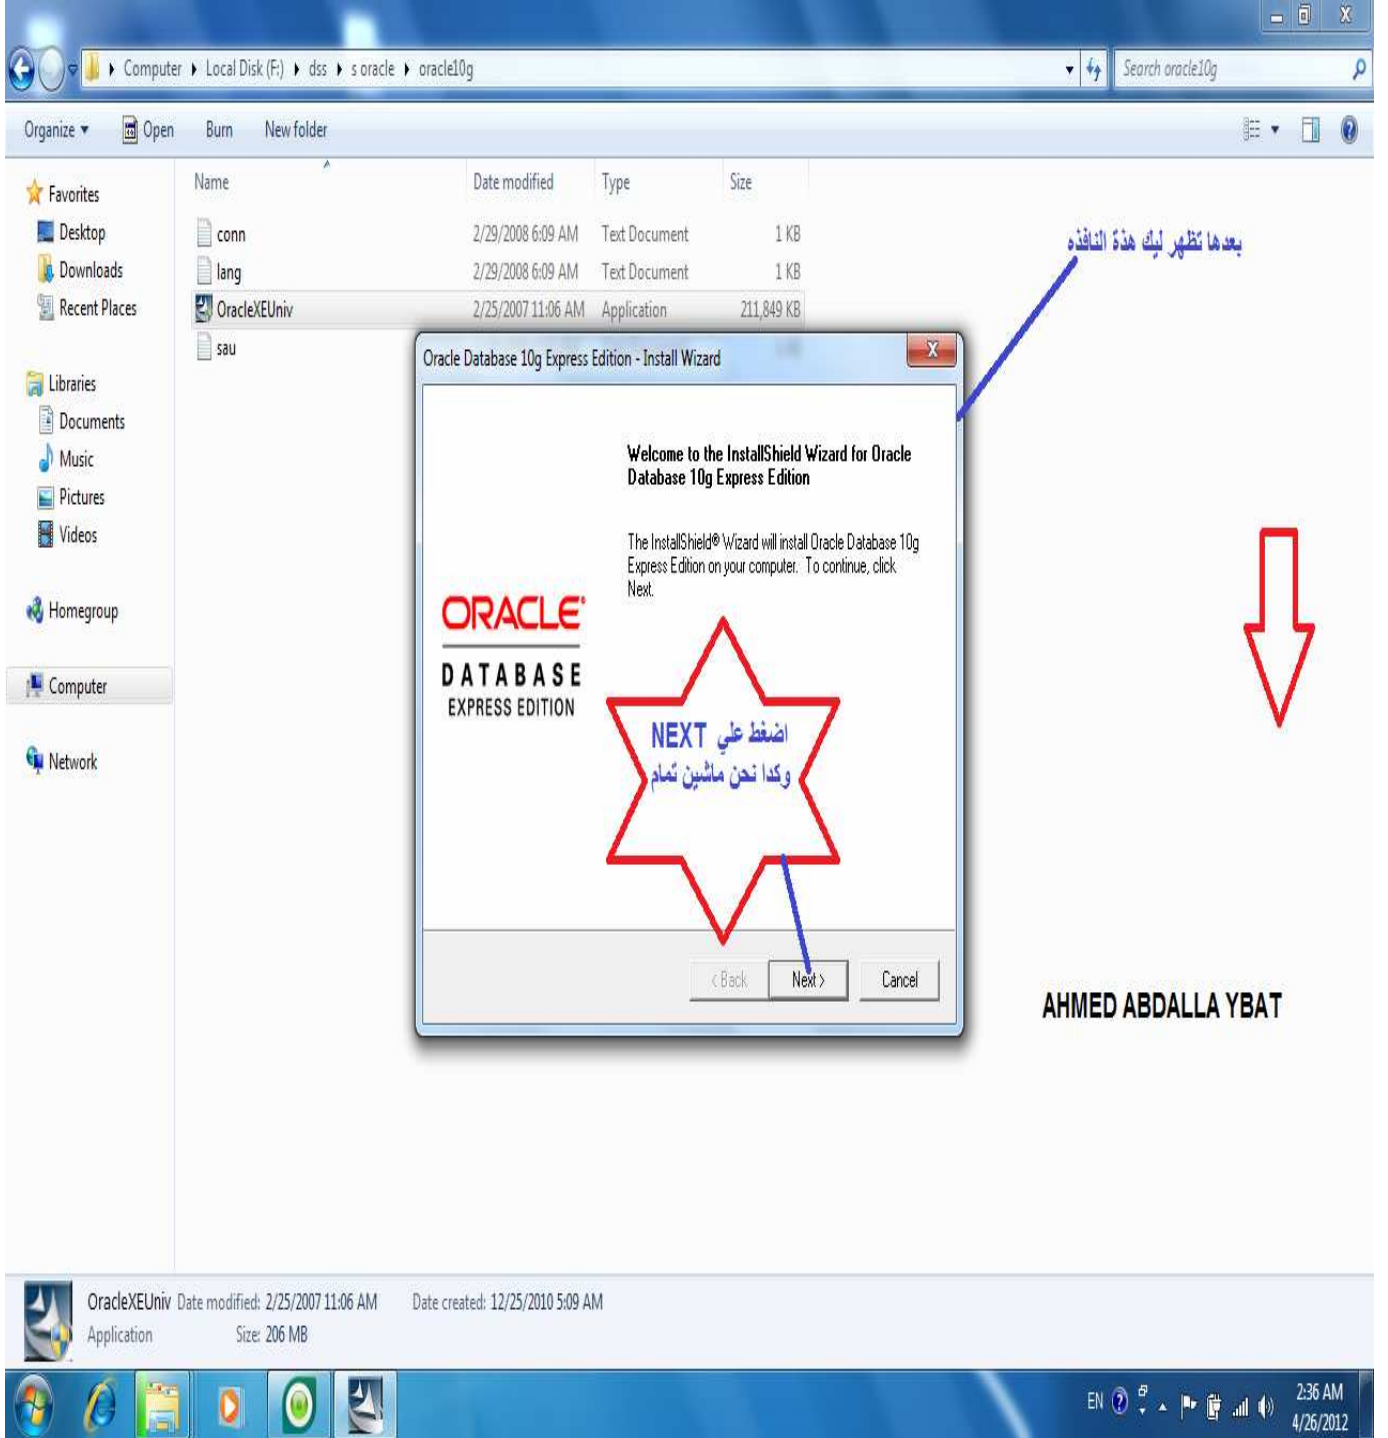 Computer ▸ Local Disk (F:) ▸ dss ▸ s oracle ▸ oracle10g
Search oracle10g
Organize ▾ Open Burn New folder
Name Date modified Type Size
Favorites
Desktop
Downloads
Recent Places
Libraries
Documents
Music
Pictures
Videos
Homegroup
Computer
Network
conn 2/29/2008 6:09 AM Text Document 1 KB
lang 2/29/2008 6:09 AM Text Document 1 KB
OracleXEUniv 2/25/2007 11:06 AM Application 211,849 KB
sau
بعدها تظهر ليك هذة النافذه
Oracle Database 10g Express Edition - Install Wizard
Welcome to the InstallShield Wizard for Oracle
Database 10g Express Edition
The InstallShield® Wizard will install Oracle Database 10g
Express Edition on your computer. To continue, click
Next.
ORACLE
DATABASE
EXPRESS EDITION
اضغط علي NEXT
وكدا نحن ماشين تمام
< Back Next > Cancel
AHMED ABDALLA YBAT
OracleXEUniv Date modified: 2/25/2007 11:06 AM Date created: 12/25/2010 5:09 AM
Application Size: 206 MB
EN
2:36 AM
4/26/2012